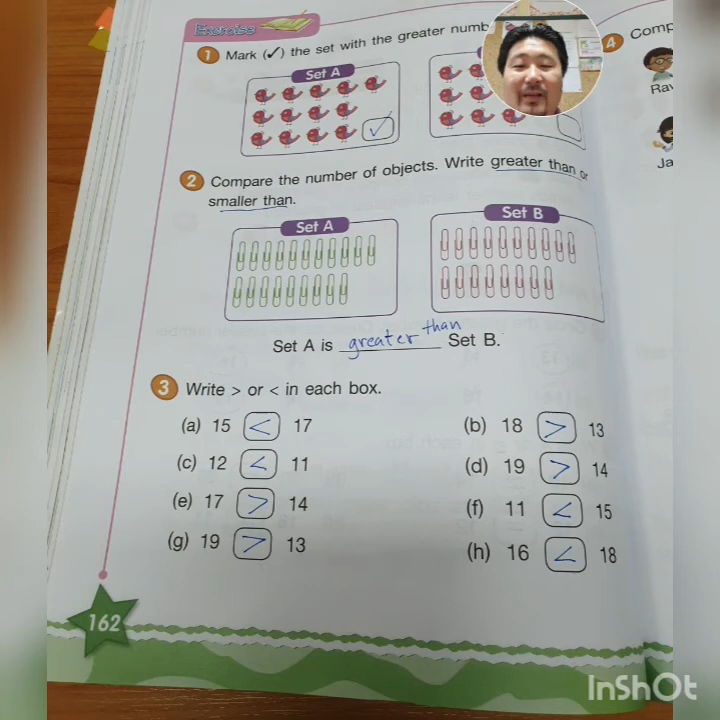 Exercise
1 Mark (✓) the set with the greater numb
Set A
✓
2 Compare the number of objects. Write greater than or
smaller than.
Set A
Set B
Set A is greater than Set B.
3 Write > or < in each box.
(a) 15 < 17
(b) 18 > 13
(c) 12 < 11
(d) 19 > 14
(e) 17 > 14
(f) 11 < 15
(g) 19 > 13
(h) 16 < 18
4 Comp
Rav
Ja
162
InShOt